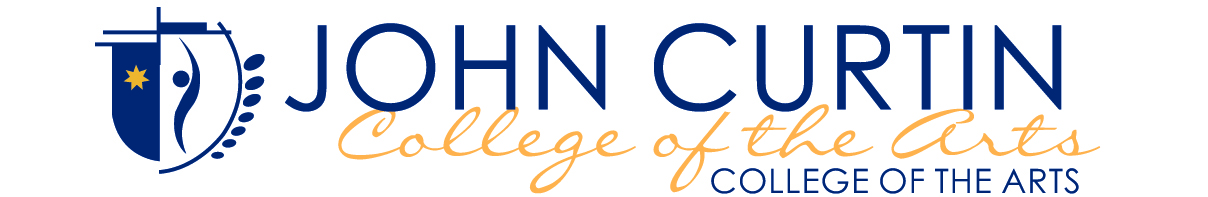 JOHN CURTIN
College of the Arts
COLLEGE OF THE ARTS